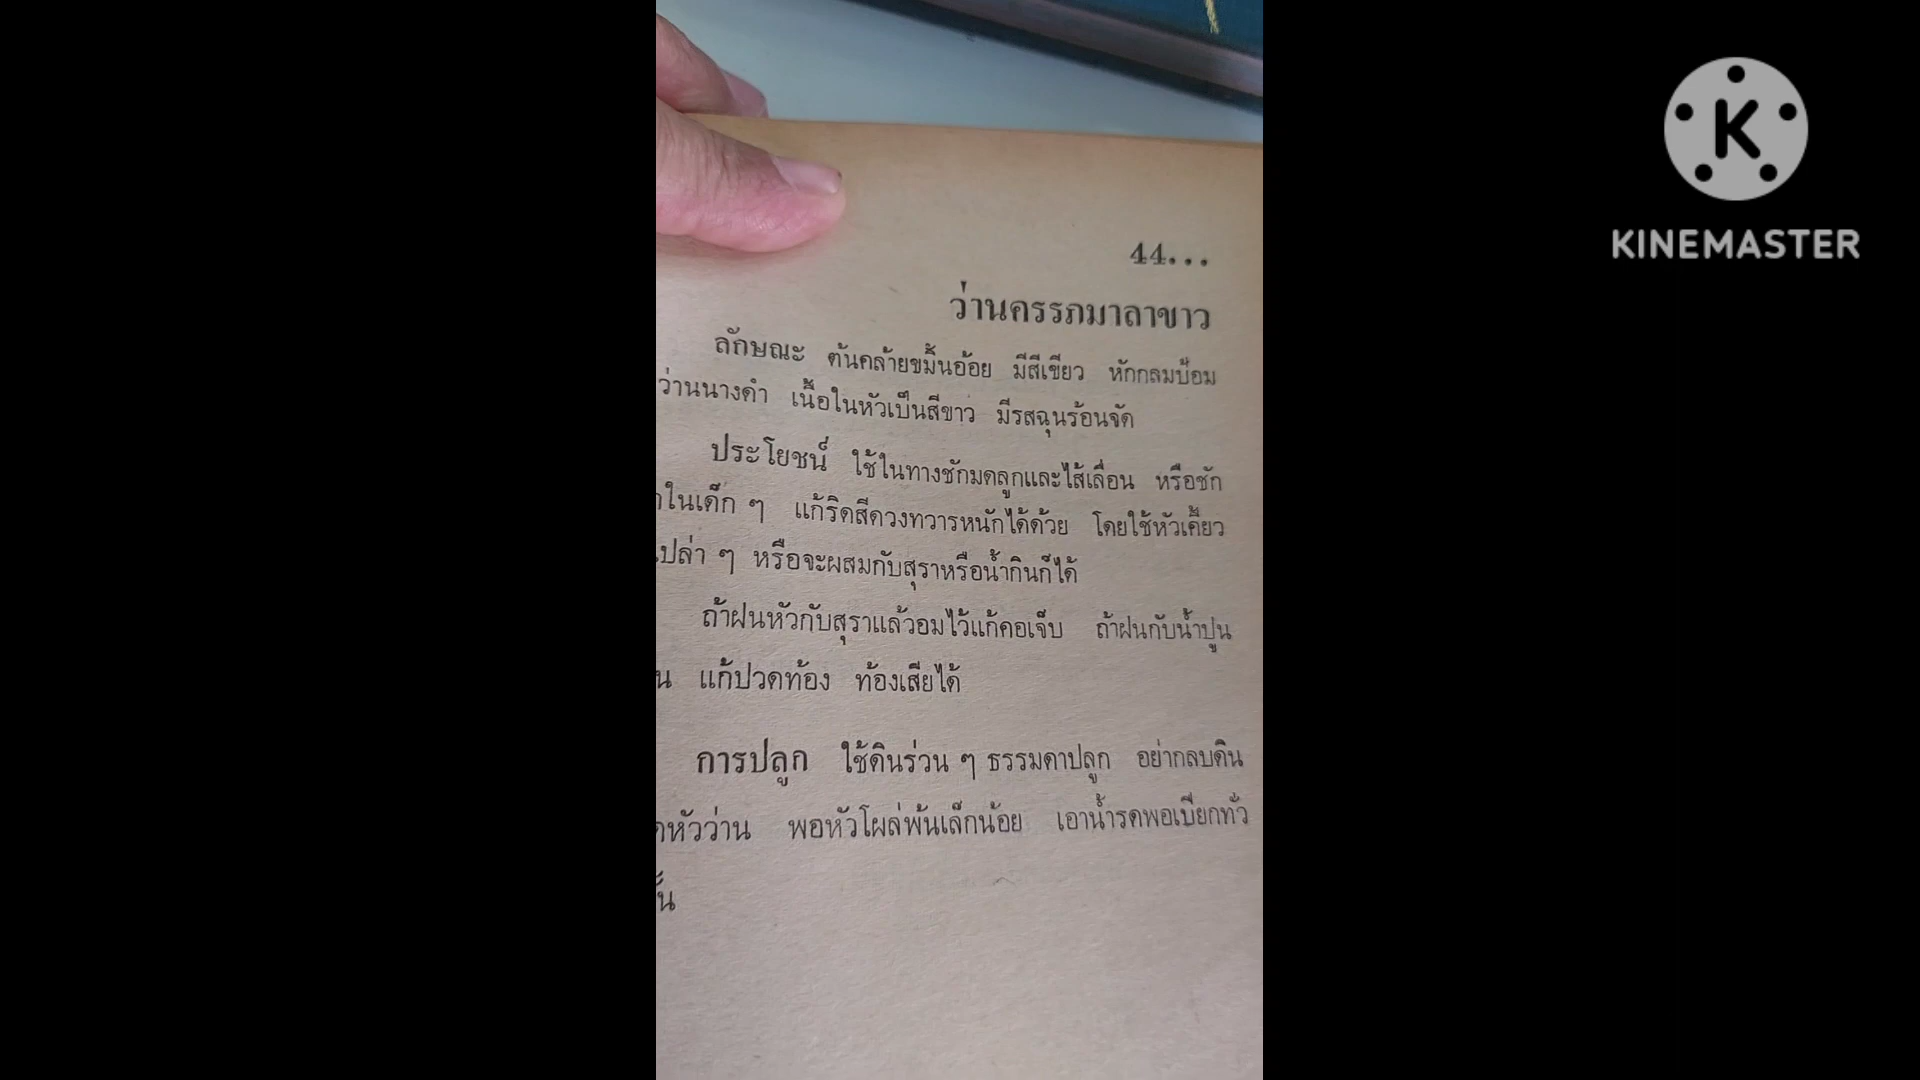 44...
ว่านครรภมาลาขาว
ลักษณะ ต้นคล้ายขมิ้นอ้อย มีสีเขียว หักกลมป้อม
ว่านนางดำ เนื้อในหัวเป็นสีขาว มีรสฉุนร้อนจัด
ประโยชน์ ใช้ในทางชักมดลูกและไส้เลื่อน หรือชัก
ในเด็ก ๆ แก้ริดสีดวงทวารหนักได้ด้วย โดยใช้หัวเคี้ยว
เปล่า ๆ หรือจะผสมกับสุราหรือน้ำกินก็ได้
ถ้าฝนหัวกับสุราแล้วอมไว้แก้คอเจ็บ ถ้าฝนกับน้ำปูน
แก้ปวดท้อง ท้องเสียได้
การปลูก ใช้ดินร่วน ๆ ธรรมดาปลูก อย่ากลบดิน
หัวว่าน พอหัวโผล่พ้นเล็กน้อย เอาน้ำรดพอเบียกทั่ว
KINEMASTER